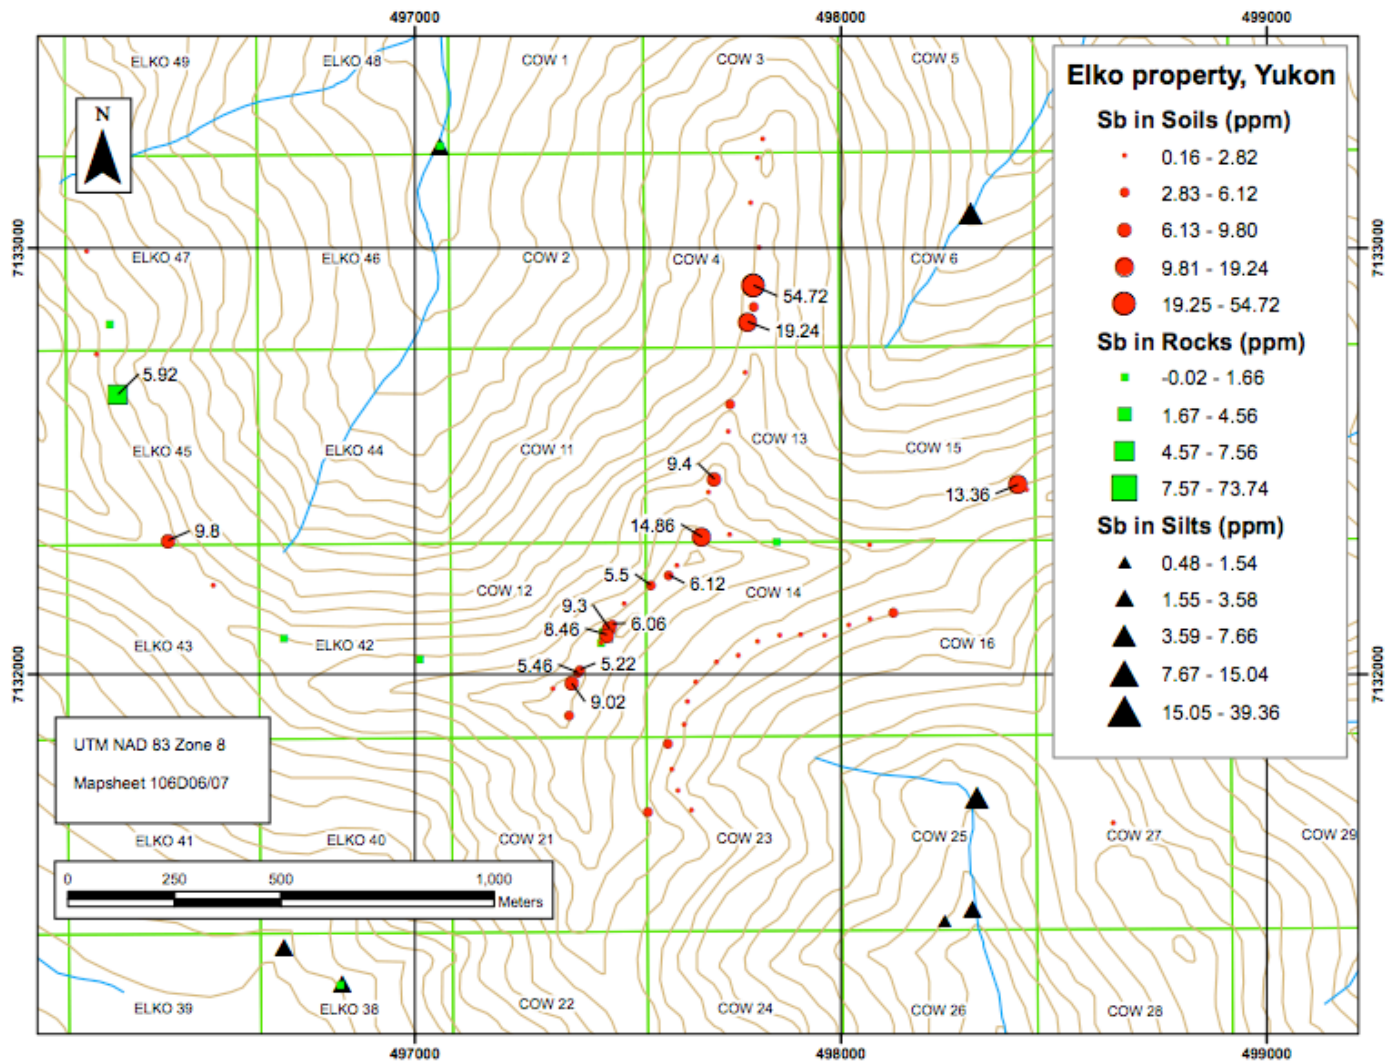 497000
498000
499000
ELKO 49
ELKO 48
COW 1
COW 3
COW 5
N
Elko property, Yukon
Sb in Soils (ppm)
0.16 - 2.82
2.83 - 6.12
6.13 - 9.80
9.81 - 19.24
19.25 - 54.72
Sb in Rocks (ppm)
-0.02 - 1.66
1.67 - 4.56
4.57 - 7.56
7.57 - 73.74
Sb in Silts (ppm)
0.48 - 1.54
1.55 - 3.58
3.59 - 7.66
7.67 - 15.04
15.05 - 39.36
7133000
7133000
ELKO 47
ELKO 46
COW 2
COW 4
COW 6
54.72
19.24
5.92
ELKO 45
ELKO 44
COW 11
COW 13
COW 15
9.4
13.36
9.8
14.86
5.5
6.12
COW 12
COW 14
9.3
6.06
8.46
ELKO 43
ELKO 42
COW 16
5.46
5.22
9.02
7132000
7132000
UTM NAD 83 Zone 8
Mapsheet 106D06/07
ELKO 41
ELKO 40
COW 21
COW 23
COW 25
COW 27
COW 29
0
250
500
1,000
Meters
ELKO 39
ELKO 38
COW 22
COW 24
COW 26
COW 28
497000
498000
499000